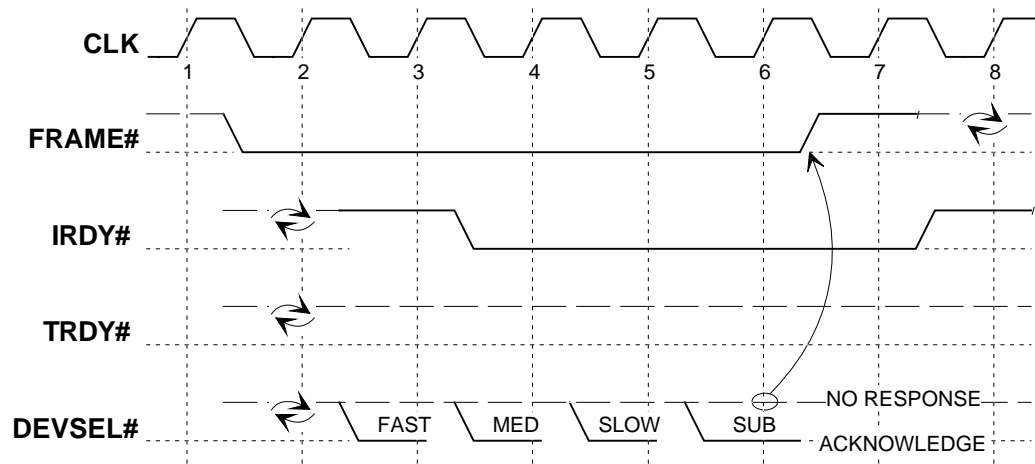 CLK
1 2 3 4 5 6 7 8
FRAME#
IRDY#
TRDY#
NO RESPONSE
DEVSEL#
FAST MED SLOW SUB
ACKNOWLEDGE